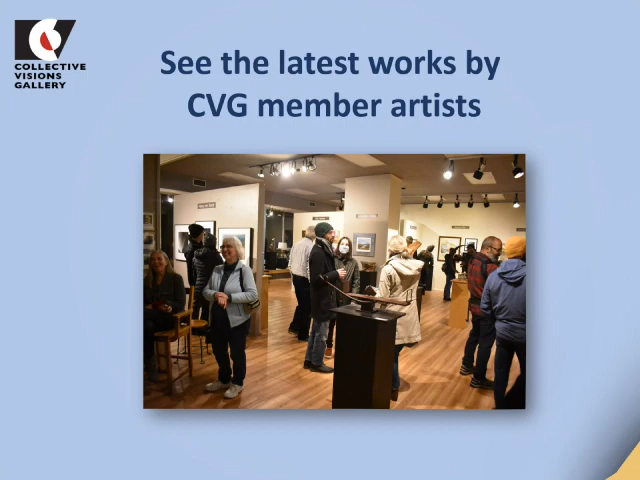 COLLECTIVE
VISIONS
GALLERY
See the latest works by
CVG member artists